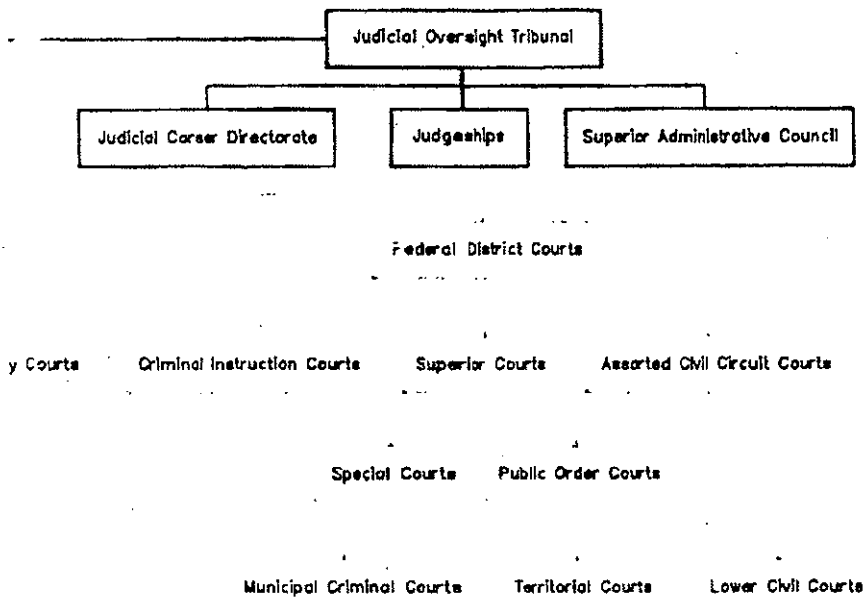 Judicial Oversight Tribunal
Judicial Career Directorate Judgeships Superior Administrative Council
Federal District Courts
y Courts Criminal Instruction Courts Superior Courts Assorted Civil Circuit Courts
Special Courts Public Order Courts
Municipal Criminal Courts Territorial Courts Lower Civil Courts